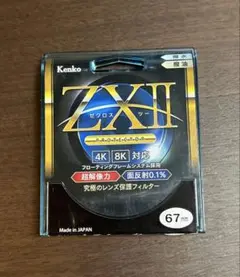 Kenko
撥水
撥油
ZXII
ゼクロス
ツー
PROTECTOR
4K 8K 対応
フローティングフレームシステム採用
超解像力 面反射0.1%
究極のレンズ保護フィルター
67mm
Made in JAPAN